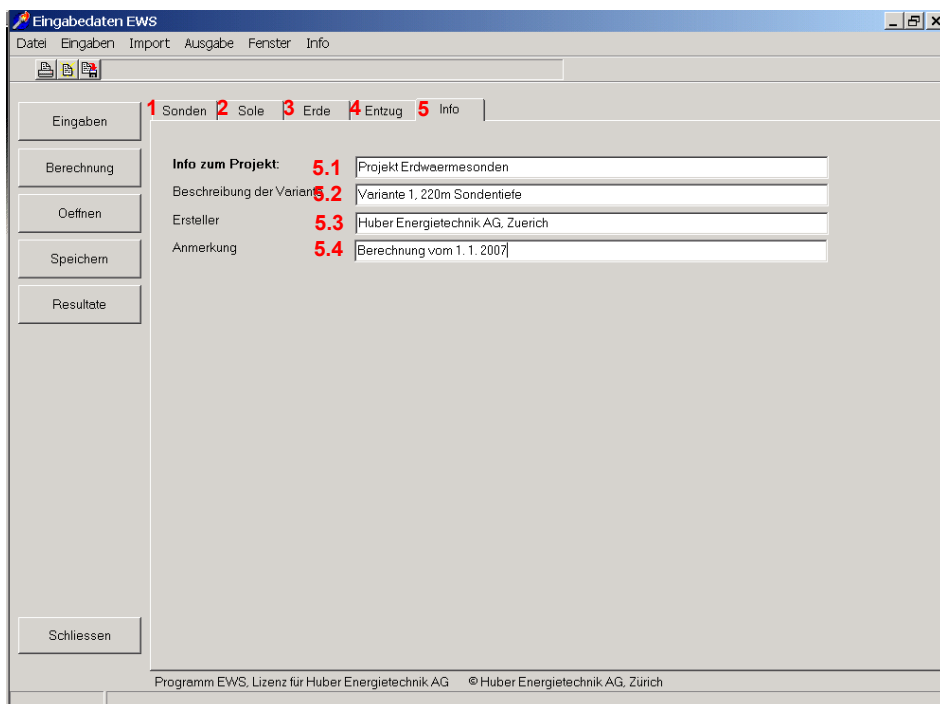 Eingabedaten EWS
Datei Eingaben Import Ausgabe Fenster Info
1 Sonden 2 Sole 3 Erde 4 Entzug 5 Info
Eingaben
Berechnung
Oeffnen
Speichern
Resultate
Schliessen
Info zum Projekt: 5.1 Projekt Erdwaermesonden
Beschreibung der Variante 5.2 Variante 1, 220m Sondentiefe
Ersteller 5.3 Huber Energietechnik AG, Zuerich
Anmerkung 5.4 Berechnung vom 1. 1. 2007
Programm EWS, Lizenz für Huber Energietechnik AG © Huber Energietechnik AG, Zürich